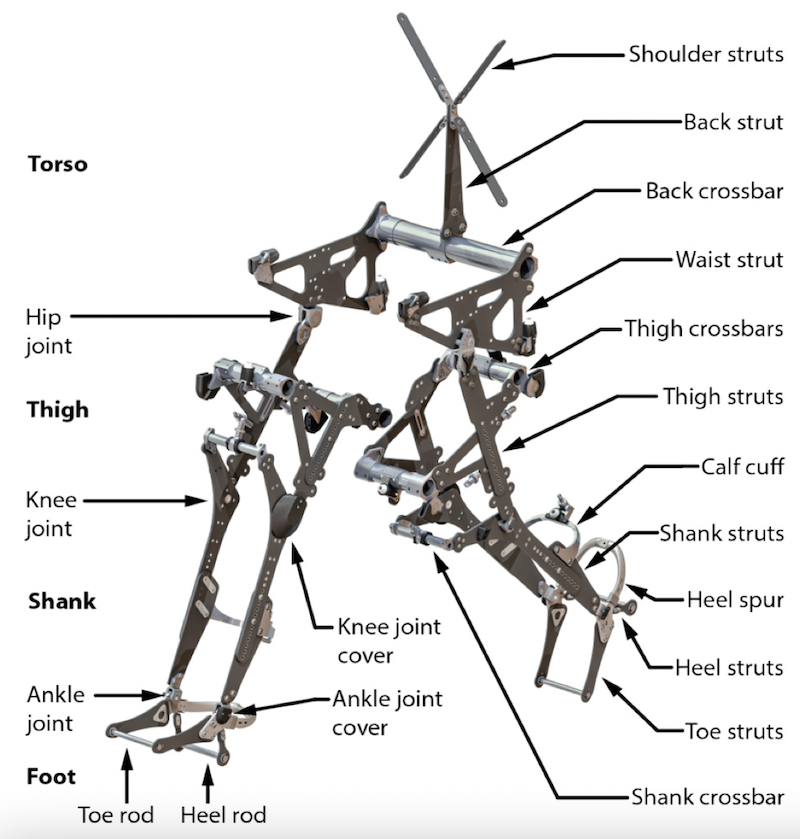 Shoulder struts
Back strut
Torso
Back crossbar
Waist strut
Hip
joint
Thigh crossbars
Thigh
Thigh struts
Calf cuff
Knee
joint
Shank struts
Shank
Heel spur
Knee joint
cover
Heel struts
Ankle
joint
Ankle joint
cover
Toe struts
Foot
Shank crossbar
Toe rod
Heel rod